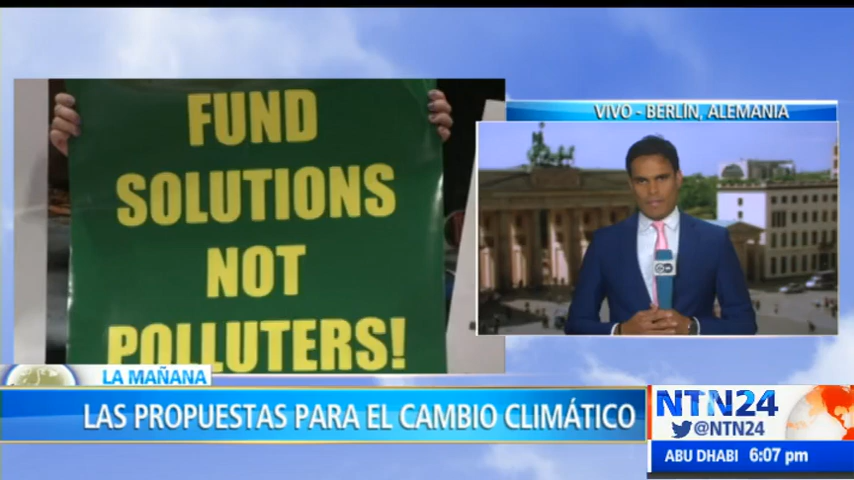 FUND
SOLUTIONS
NOT
POLLUTERS!
VIVO - BERLÍN, ALEMANIA
LA MAÑANA
LAS PROPUESTAS PARA EL CAMBIO CLIMÁTICO
NTN24
@NTN24
ABU DHABI 6:07 pm